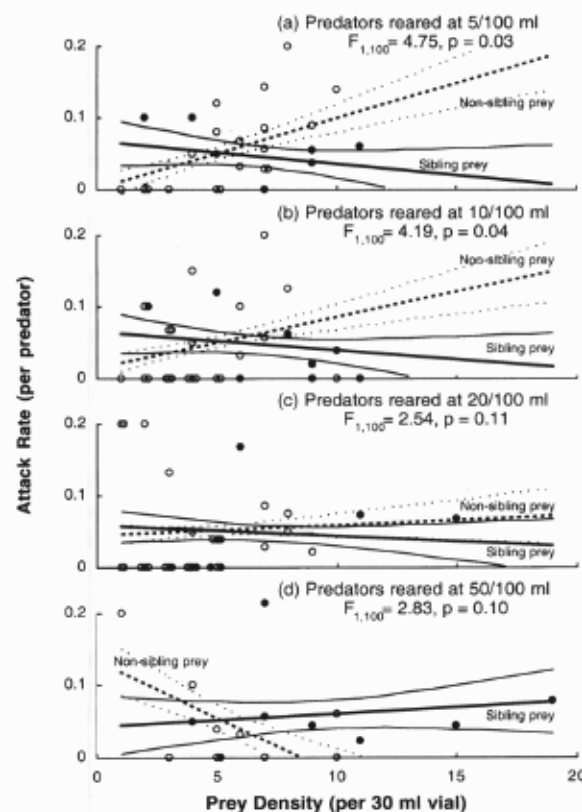 (a) Predators reared at 5/100 ml
F1,100= 4.75, p = 0.03
0.2
Non-sibling prey
0.1
Sibling prey
0
(b) Predators reared at 10/100 ml
F1,100= 4.19, p = 0.04
0.2
Non-sibling prey
0.1
Sibling prey
0
(c) Predators reared at 20/100 ml
F1,100= 2.54, p = 0.11
0.2
Non-sibling prey
0.1
Sibling prey
0
(d) Predators reared at 50/100 ml
F1,100= 2.83, p = 0.10
0.2
Non-sibling prey
0.1
Sibling prey
0
0 5 10 15 20
Prey Density (per 30 ml vial)
Attack Rate (per predator)